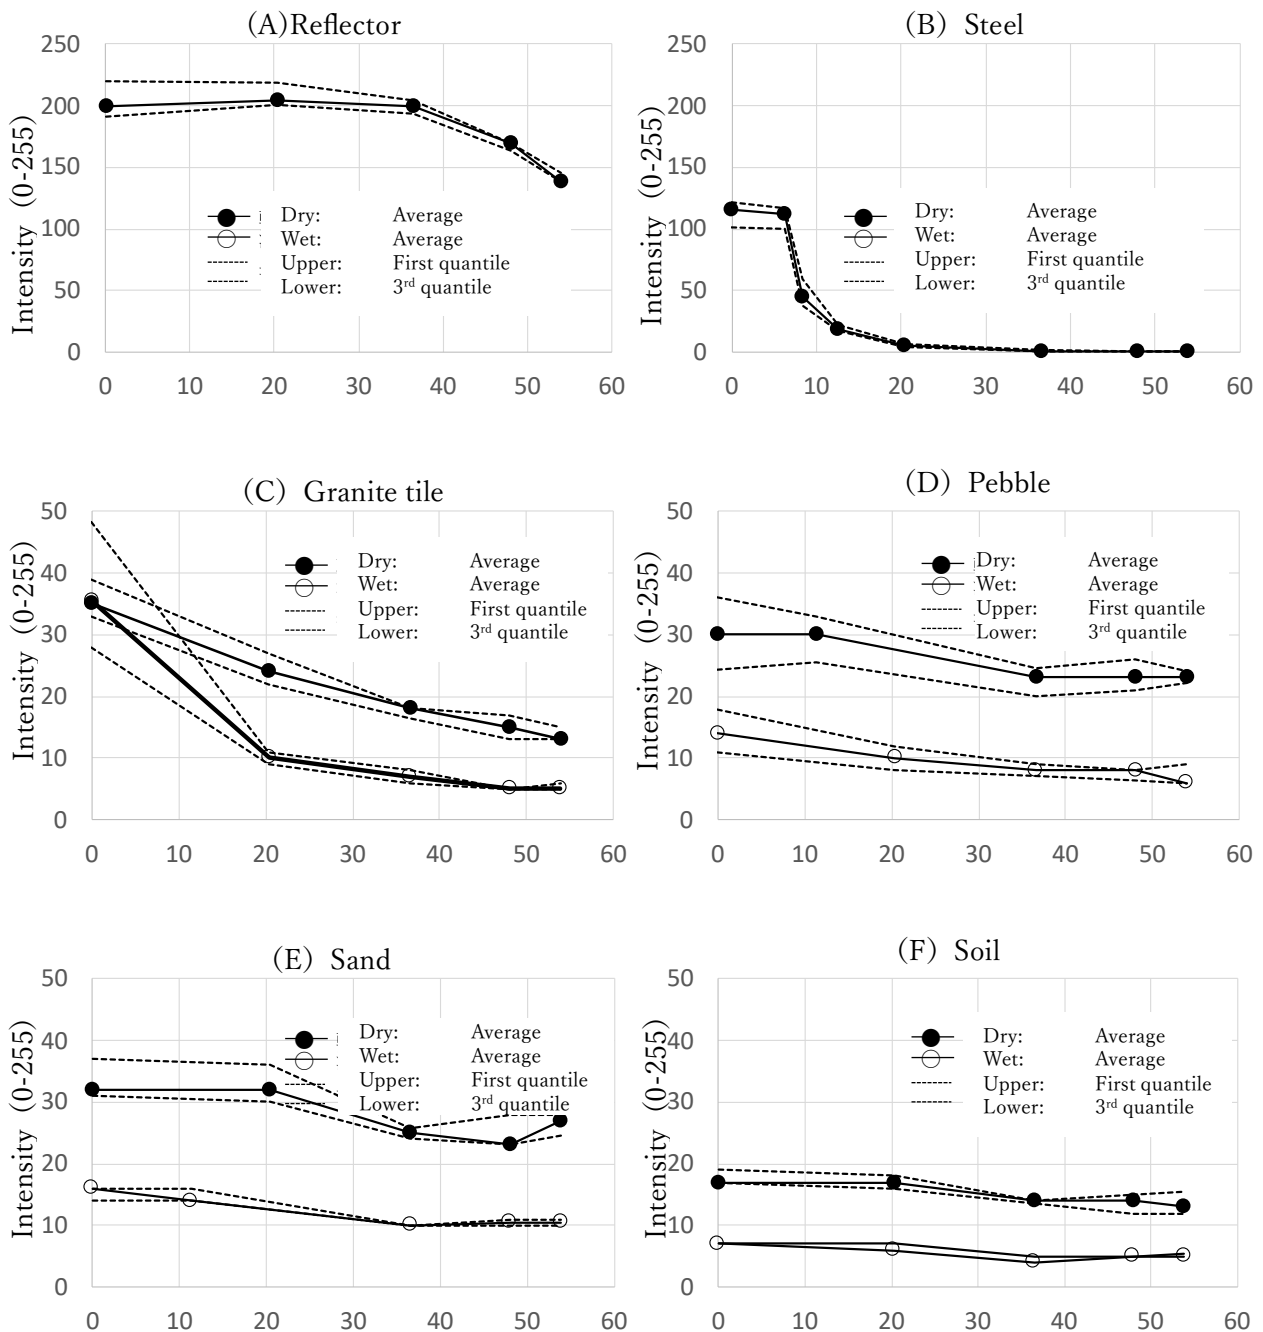 (A)Reflector
250
200
150
100
50
0
Intensity (0-255)
Dry: Average
Wet: Average
Upper: First quantile
Lower: 3rd quantile
0 10 20 30 40 50 60
(B) Steel
250
200
150
100
50
0
Intensity (0-255)
Dry: Average
Wet: Average
Upper: First quantile
Lower: 3rd quantile
0 10 20 30 40 50 60
(C) Granite tile
50
40
30
20
10
0
Intensity (0-255)
Dry: Average
Wet: Average
Upper: First quantile
Lower: 3rd quantile
0 10 20 30 40 50 60
(D) Pebble
50
40
30
20
10
0
Intensity (0-255)
Dry: Average
Wet: Average
Upper: First quantile
Lower: 3rd quantile
0 10 20 30 40 50 60
(E) Sand
50
40
30
20
10
0
Intensity (0-255)
Dry: Average
Wet: Average
Upper: First quantile
Lower: 3rd quantile
0 10 20 30 40 50 60
(F) Soil
50
40
30
20
10
0
Intensity (0-255)
Dry: Average
Wet: Average
Upper: First quantile
Lower: 3rd quantile
0 10 20 30 40 50 60